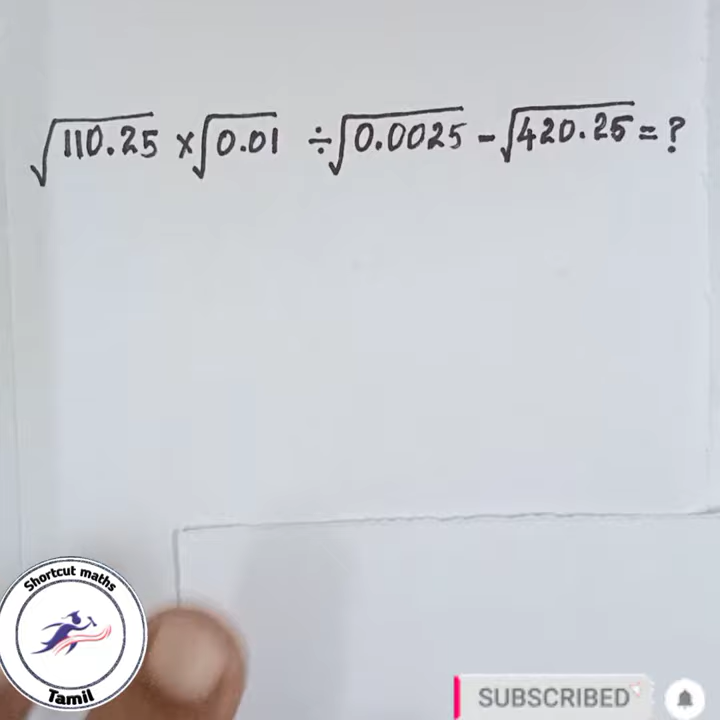 √110.25 × √0.01 ÷ √0.0025 - √420.25 = ?
Shortcut maths
Tamil
SUBSCRIBED